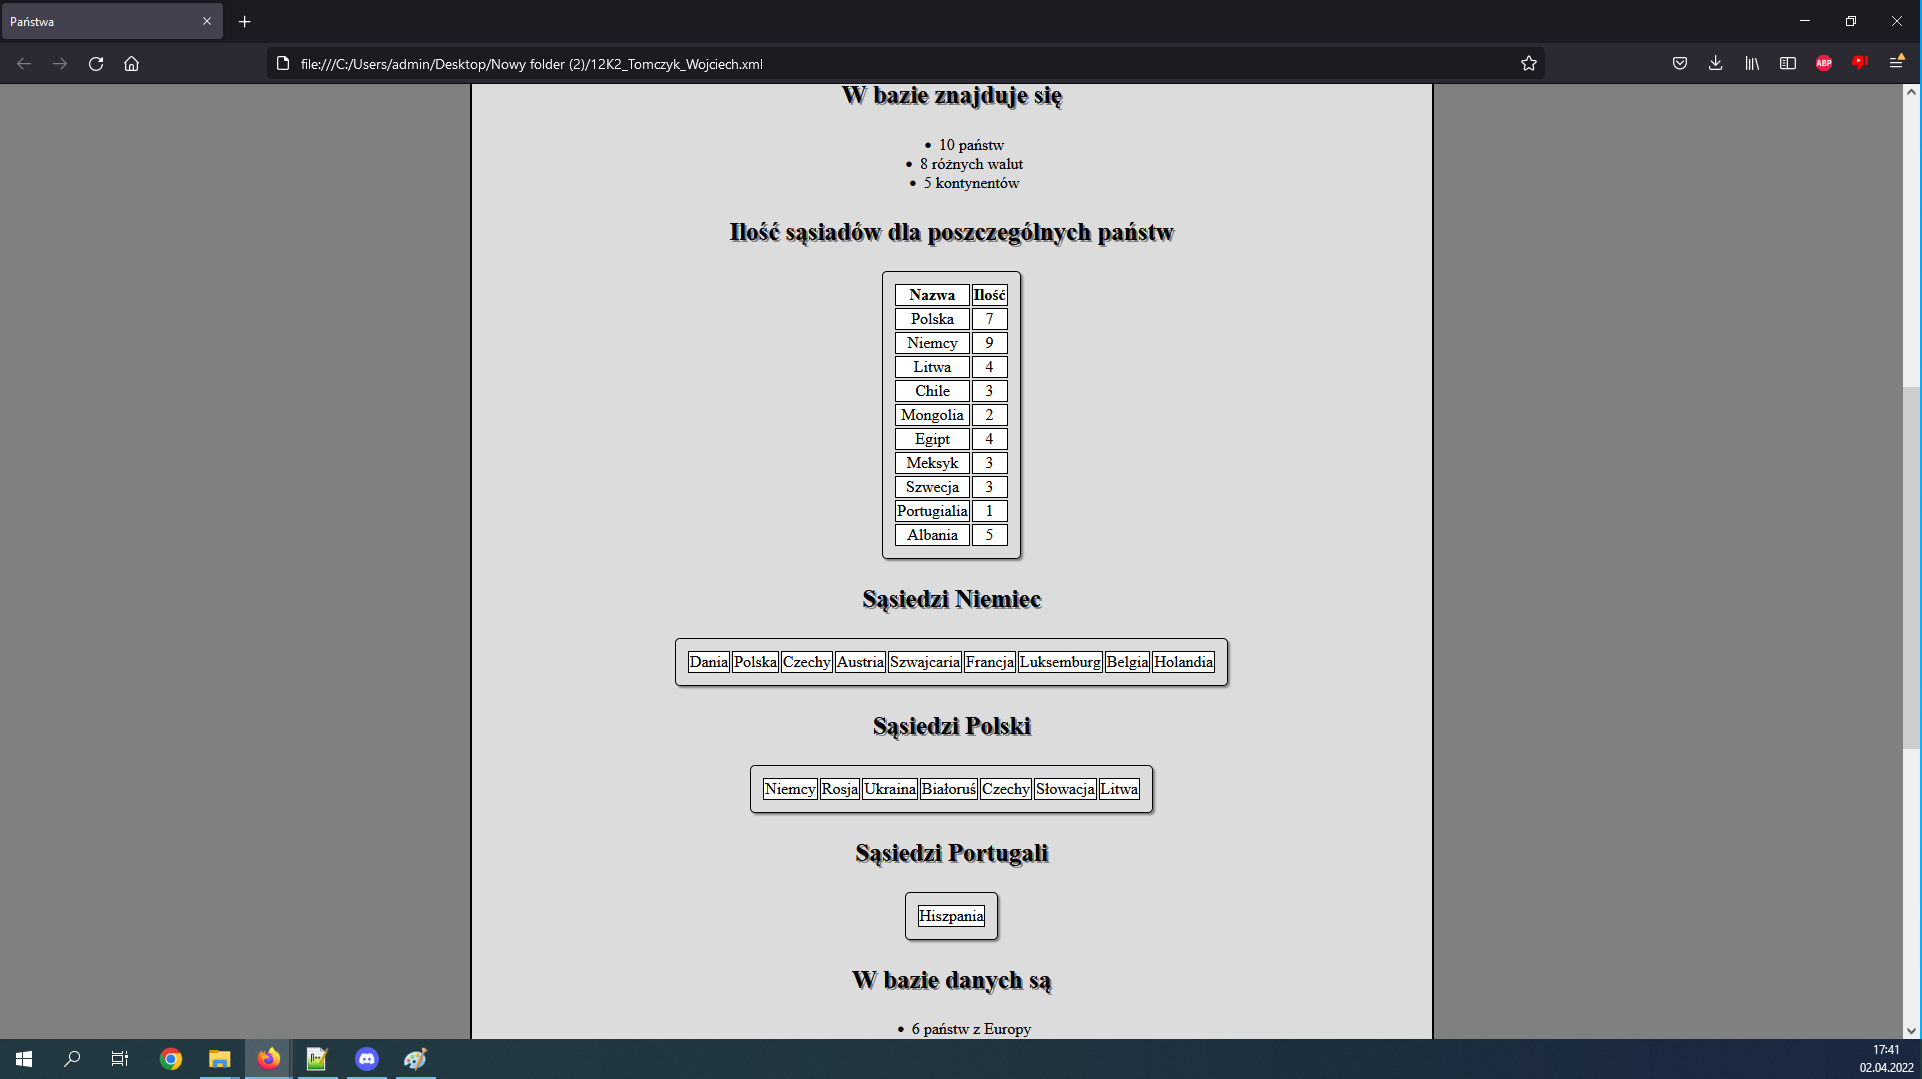 Państwa
file:///C:/Users/admin/Desktop/Nowy folder (2)/12K2_Tomczyk_Wojciech.xml
ABP
W bazie znajduje się
• 10 państw
• 8 różnych walut
• 5 kontynentów
Ilość sąsiadów dla poszczególnych państw
Nazwa Ilość
Polska 7
Niemcy 9
Litwa 4
Chile 3
Mongolia 2
Egipt 4
Meksyk 3
Szwecja 3
Portugialia 1
Albania 5
Sąsiedzi Niemiec
Dania Polska Czechy Austria Szwajcaria Francja Luksemburg Belgia Holandia
Sąsiedzi Polski
Niemcy Rosja Ukraina Białoruś Czechy Słowacja Litwa
Sąsiedzi Portugali
Hiszpania
W bazie danych są
• 6 państw z Europy
17:41
02.04.2022